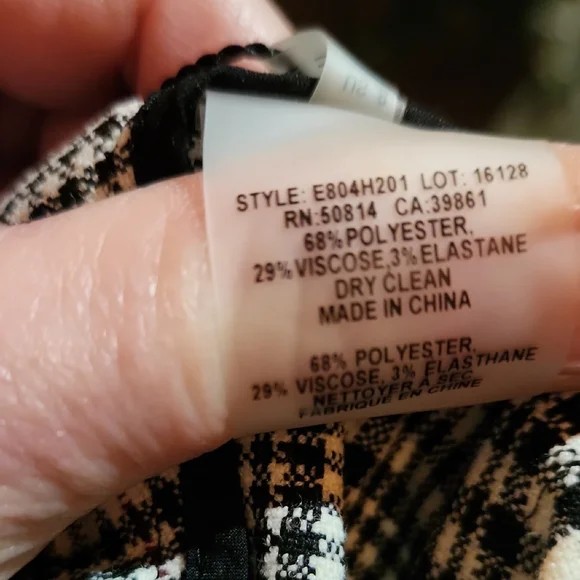 STYLE: E804H201 LOT: 16128
RN:50814 CA:39861
68% POLYESTER,
29% VISCOSE, 3% ELASTANE
DRY CLEAN
MADE IN CHINA
68% POLYESTER,
29% VISCOSE, 3% ELASTHANE
NETTOYER A SEC
FABRIQUE EN CHINE